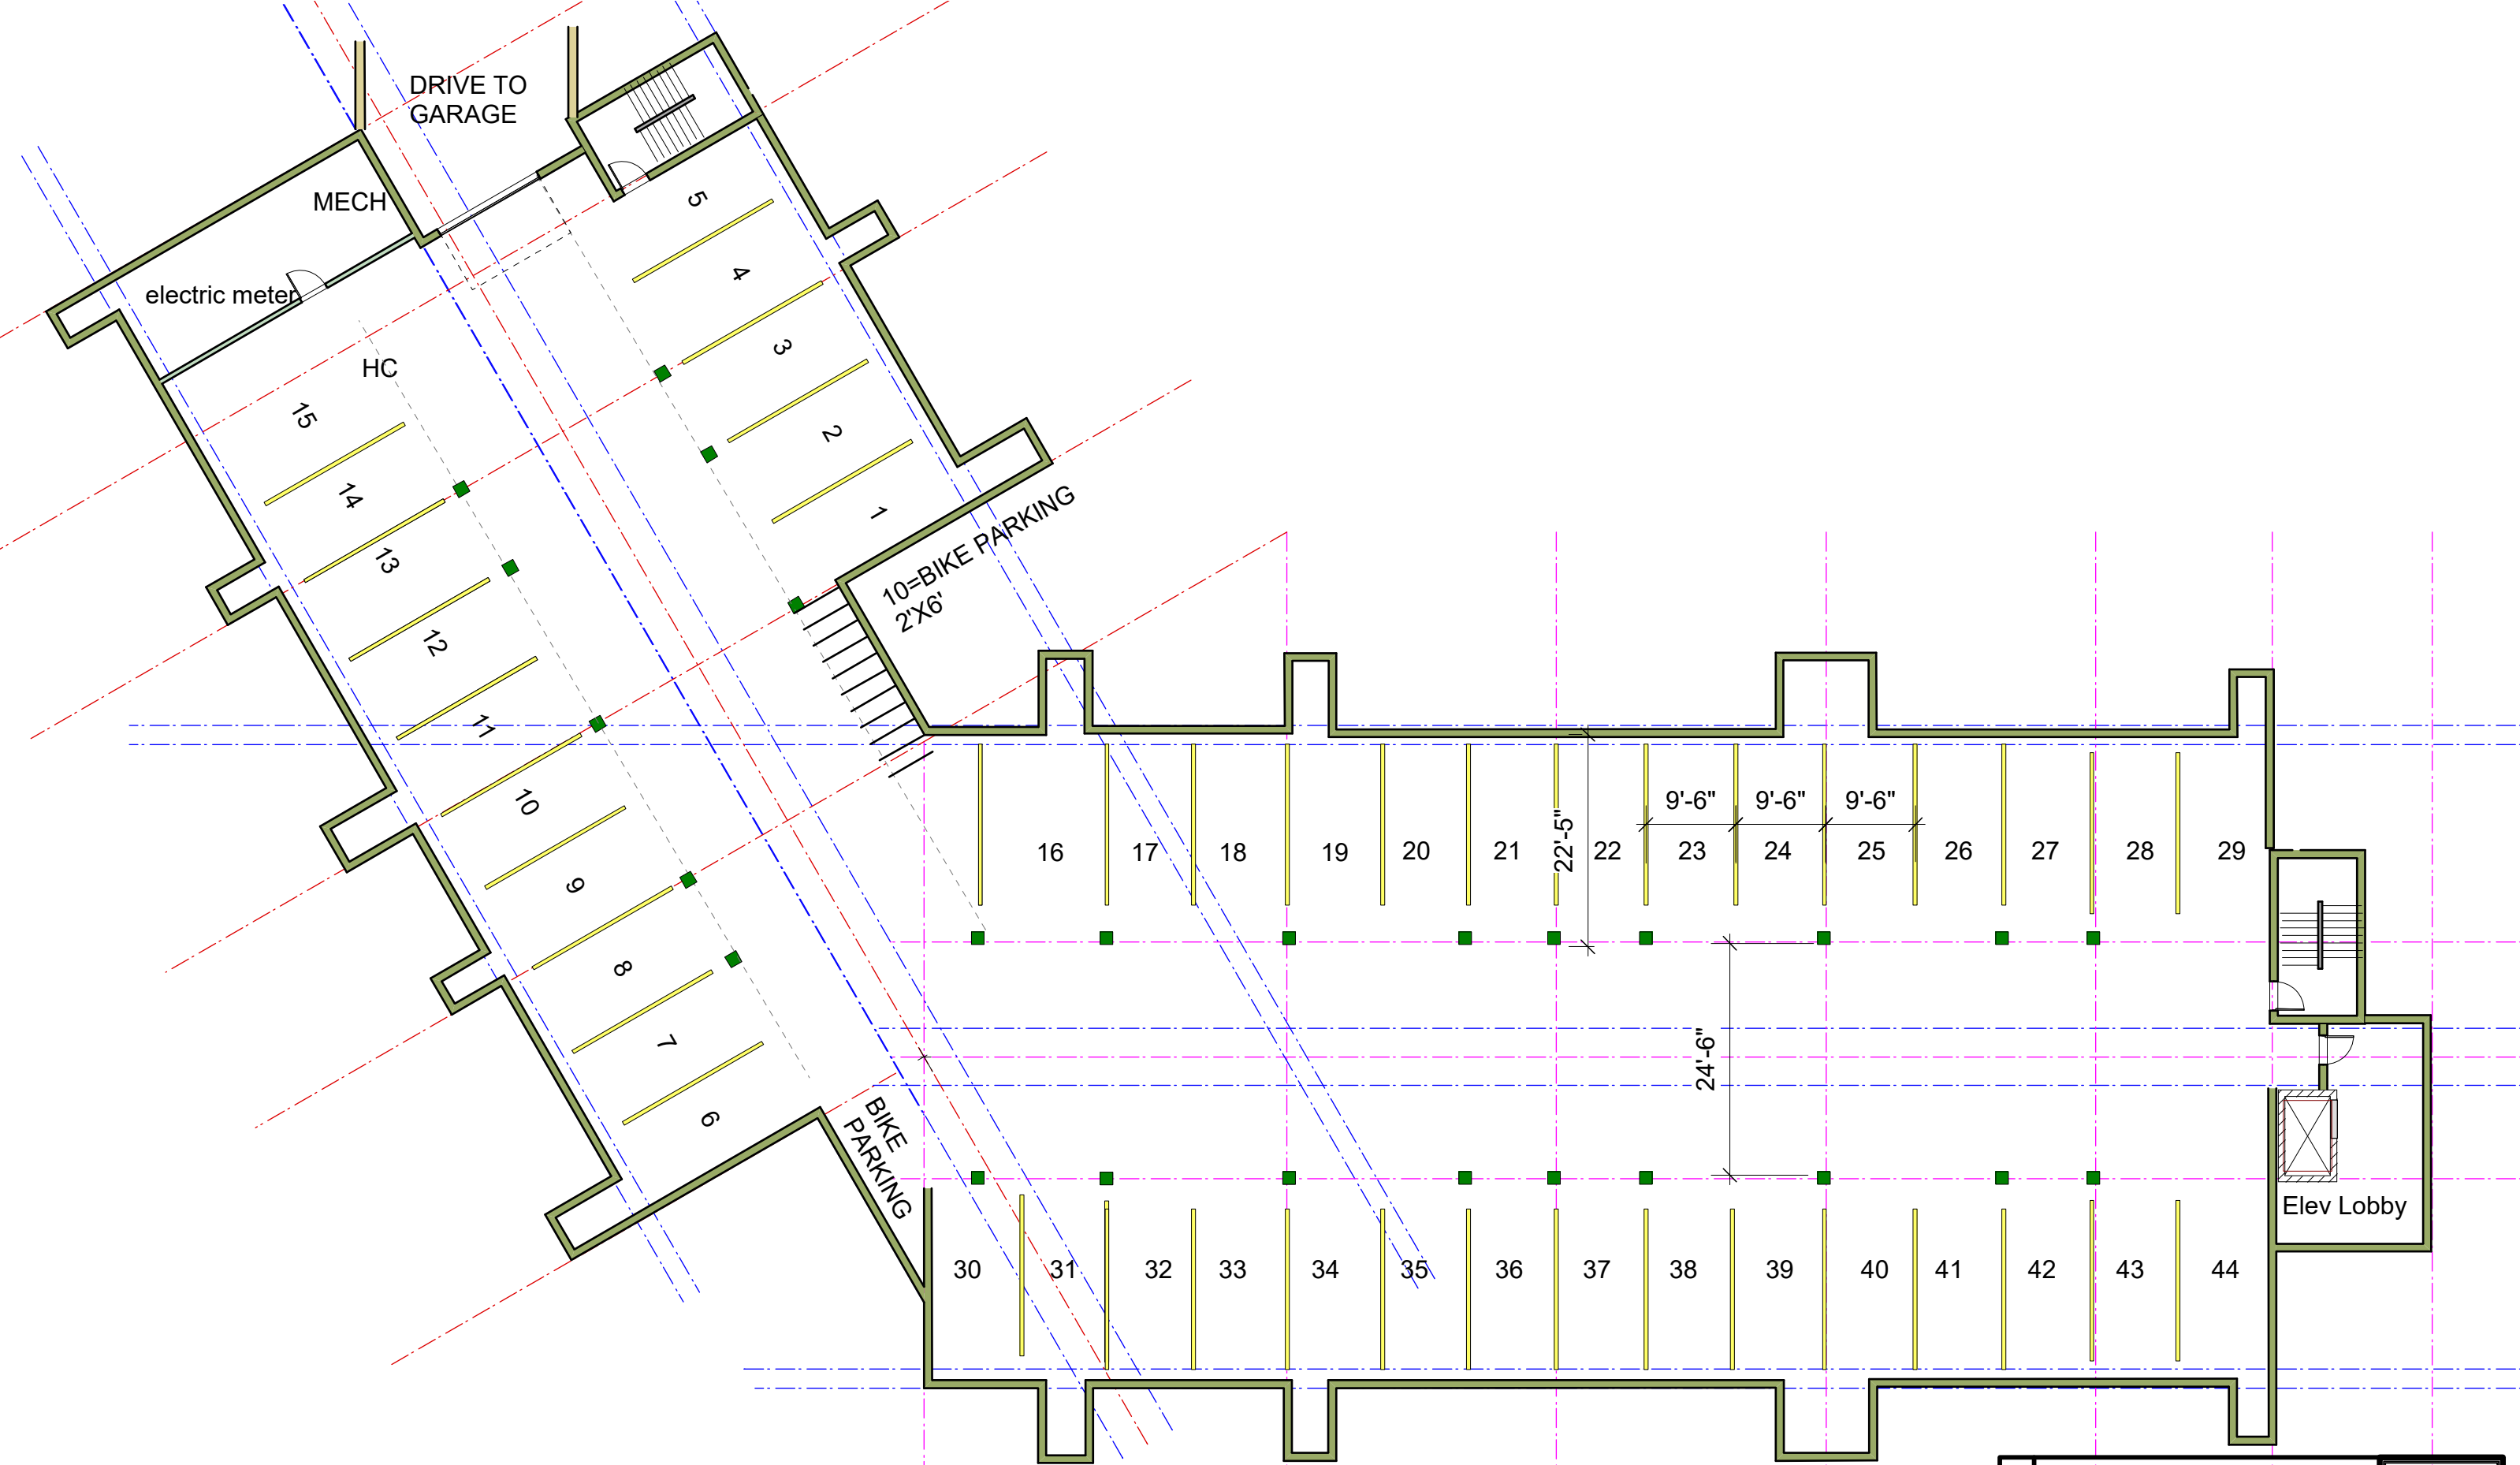 DRIVE TO
GARAGE
MECH
electric meter
HC
5
4
3
2
1
15
14
13
12
11
10
9
8
7
6
10=BIKE PARKING
2'X6'
BIKE
PARKING
9'-6" 9'-6" 9'-6"
22'-5"
16 17 18 19 20 21 22 23 24 25 26 27 28 29
24'-6"
Elev Lobby
30 31 32 33 34 35 36 37 38 39 40 41 42 43 44